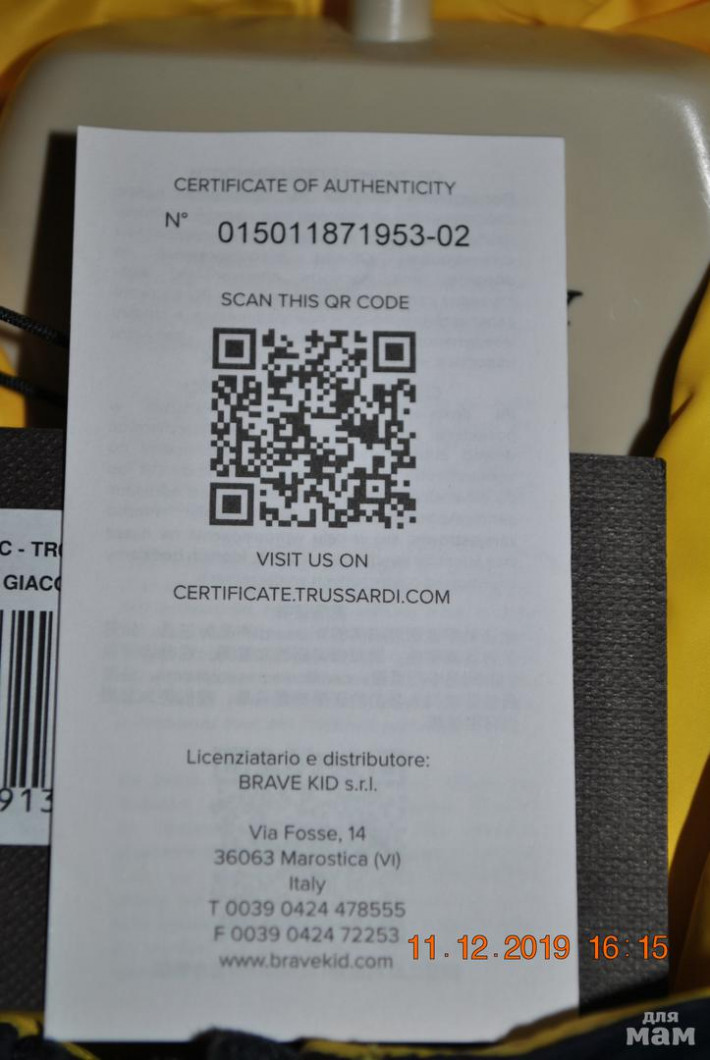 CERTIFICATE OF AUTHENTICITY
N° 015011871953-02
SCAN THIS QR CODE
VISIT US ON
CERTIFICATE.TRUSSARDI.COM
C - TR
GIACO
913
Licenziatario e distributore:
BRAVE KID s.r.l.
Via Fosse, 14
36063 Marostica (VI)
Italy
T 0039 0424 478555
F 0039 0424 72253
www.bravekid.com
11.12.2019 16:15
для
мам